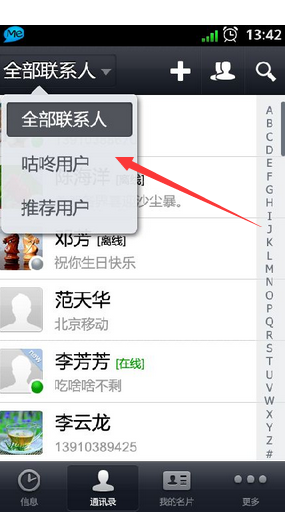 Me
13:42
全部联系人
全部联系人
咕咚用户
推荐用户
陈海洋 [离线]
沙尘暴。
邓芳 [离线]
祝你生日快乐
范天华
北京移动
new
李芳芳 [在线]
吃啥啥不剩
李云龙
13910389425
A
B
C
D
E
F
G
H
I
J
K
L
M
N
O
P
Q
R
S
T
U
V
W
X
Y
Z
#
信息
通讯录
我的名片
更多